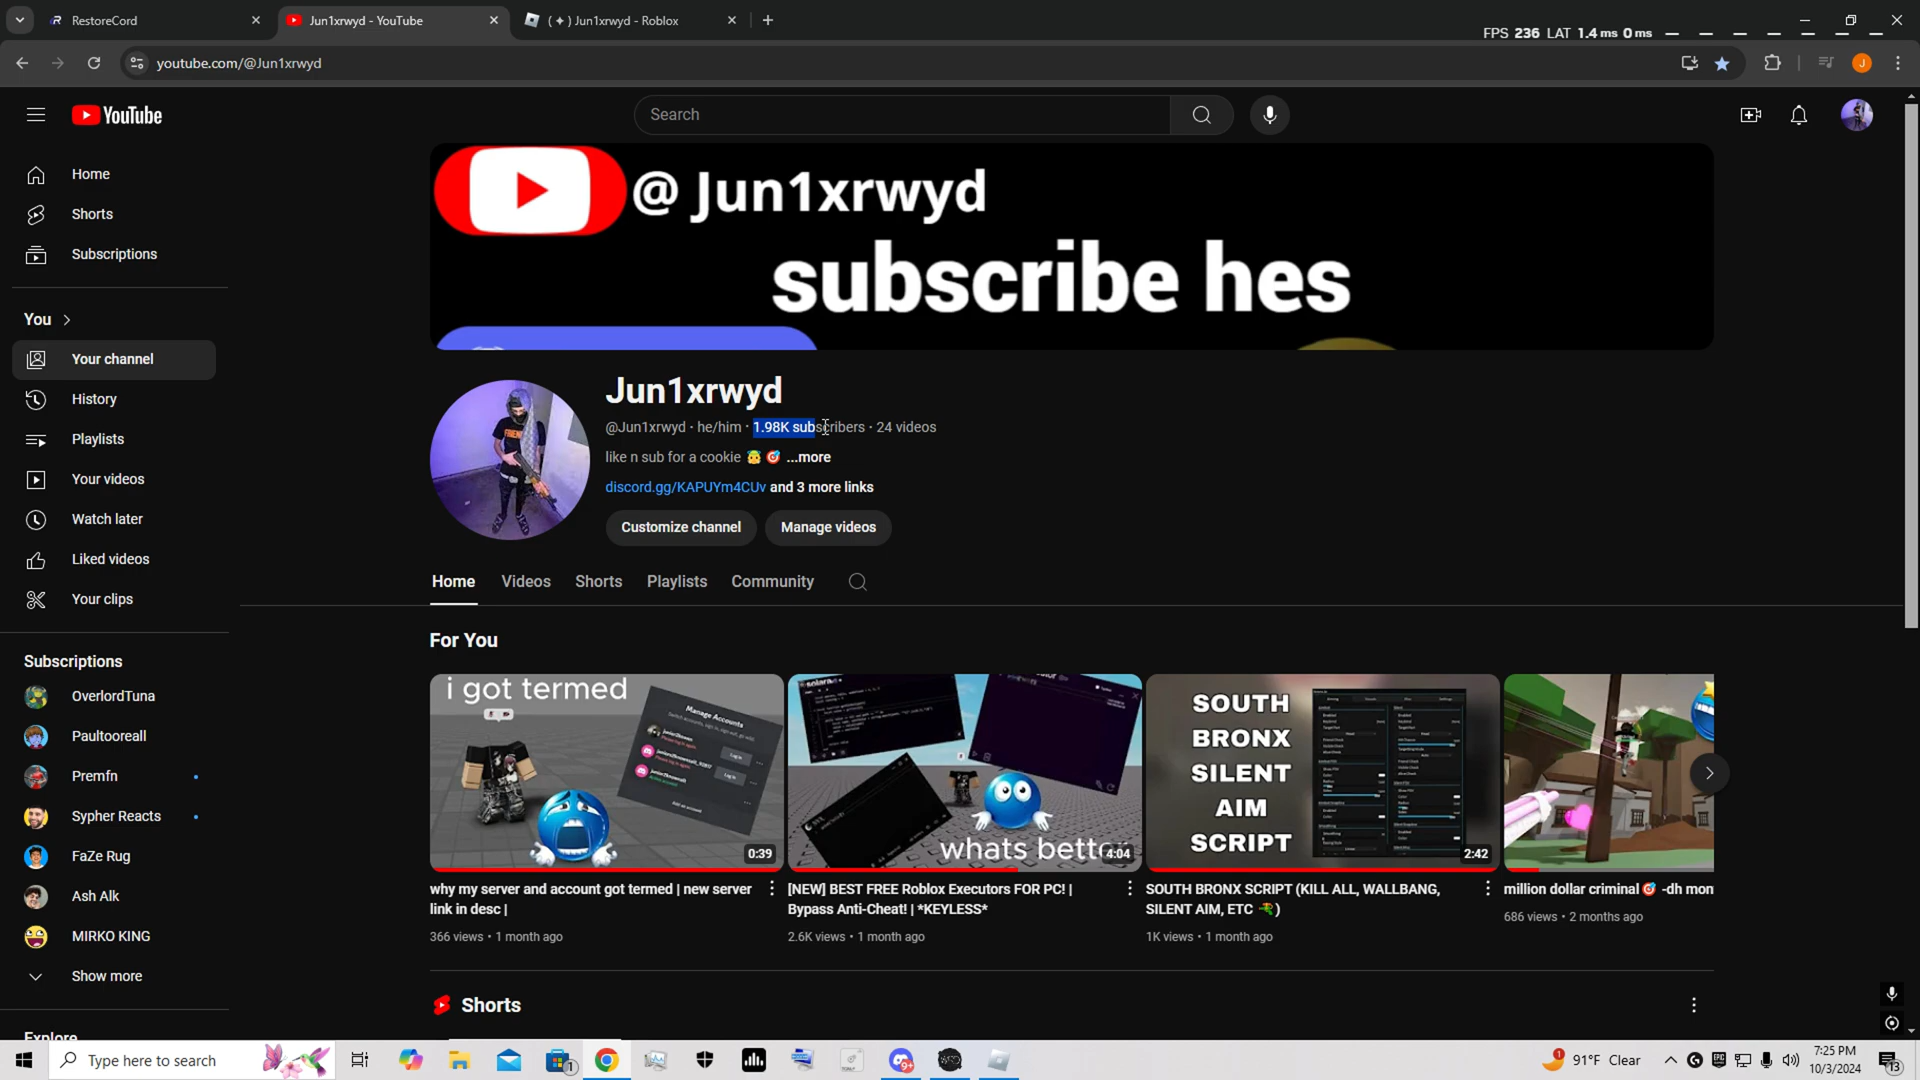 RestoreCord
Jun1xrwyd - YouTube
( ✦ ) Jun1xrwyd - Roblox
FPS 236 LAT 1.4 ms 0 ms
youtube.com/@Jun1xrwyd
J
YouTube
Search
Home
Shorts
Subscriptions
You
Your channel
History
Playlists
Your videos
Watch later
Liked videos
Your clips
Subscriptions
OverlordTuna
Paultooreall
Premfn
Sypher Reacts
FaZe Rug
Ash Alk
MIRKO KING
Show more
Explore
@ Jun1xrwyd
subscribe hes
Jun1xrwyd
@Jun1xrwyd · he/him · 1.98K subscribers · 24 videos
like n sub for a cookie ...more
discord.gg/KAPUYm4CUv and 3 more links
Customize channel
Manage videos
Home
Videos
Shorts
Playlists
Community
For You
i got termed
Manage Accounts
0:39
why my server and account got termed | new server
link in desc |
366 views • 1 month ago
whats better
4:04
[NEW] BEST FREE Roblox Executors FOR PC! |
Bypass Anti-Cheat! | *KEYLESS*
2.6K views • 1 month ago
SOUTH
BRONX
SILENT
AIM
SCRIPT
2:42
SOUTH BRONX SCRIPT (KILL ALL, WALLBANG,
SILENT AIM, ETC )
1K views • 1 month ago
million dollar criminal -dh mon
686 views • 2 months ago
Shorts
Type here to search
1
9+
91°F Clear
7:25 PM
10/3/2024
13